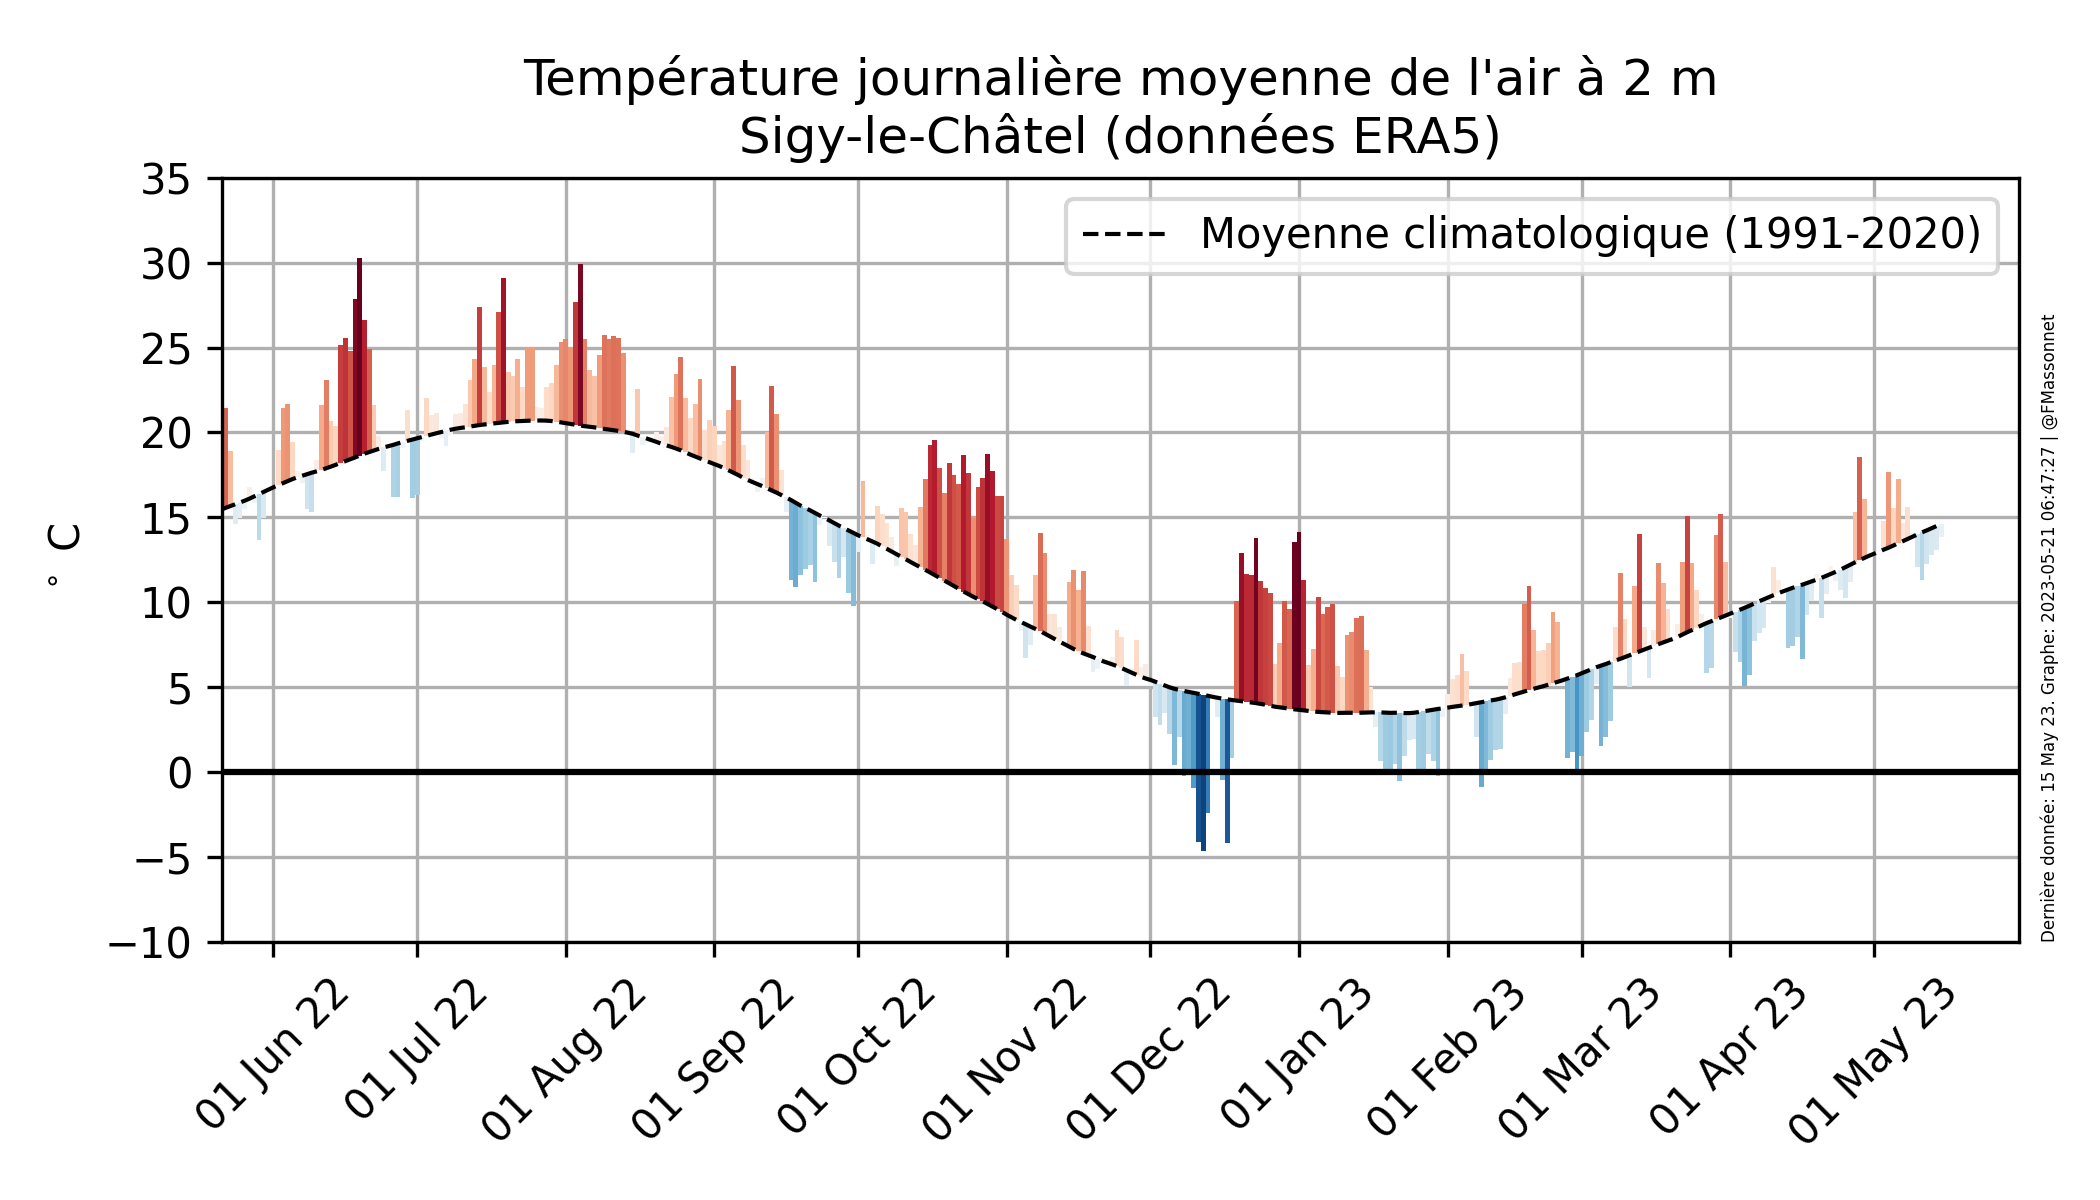 Température journalière moyenne de l'air à 2 m
Sigy-le-Châtel (données ERA5)
Moyenne climatologique (1991-2020)
35
30
25
20
15
10
5
0
−5
−10
° C
01 Jun 22
01 Jul 22
01 Aug 22
01 Sep 22
01 Oct 22
01 Nov 22
01 Dec 22
01 Jan 23
01 Feb 23
01 Mar 23
01 Apr 23
01 May 23
Dernière donnée: 15 May 23. Graphe: 2023-05-21 06:47:27 | @FMassonnet